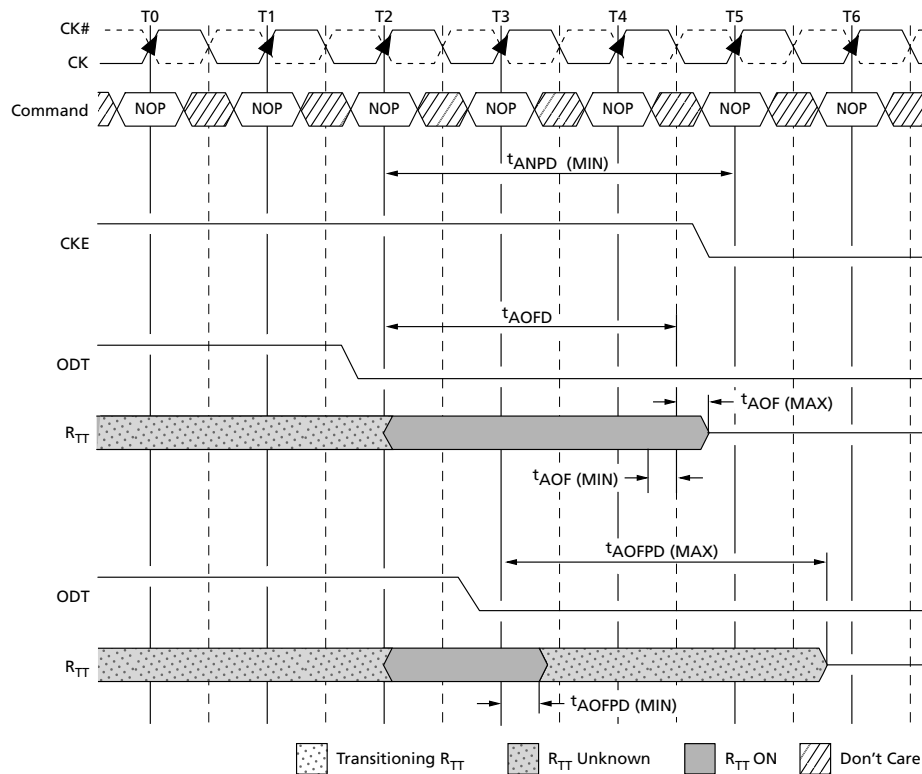 T0 T1 T2 T3 T4 T5 T6
CK#
CK
Command NOP NOP NOP NOP NOP NOP NOP
tANPD (MIN)
CKE
tAOFD
ODT
tAOF (MAX)
RTT
tAOF (MIN)
tAOFPD (MAX)
ODT
RTT
tAOFPD (MIN)
Transitioning RTT RTT Unknown RTT ON Don't Care